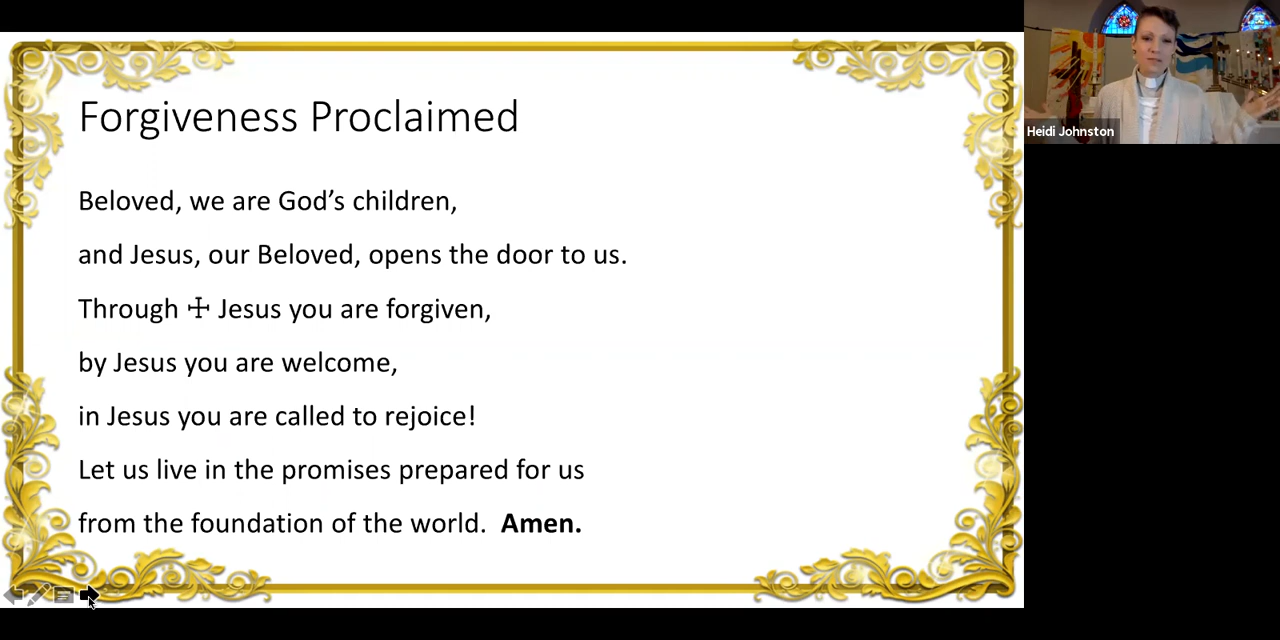 Forgiveness Proclaimed
Beloved, we are God’s children,
and Jesus, our Beloved, opens the door to us.
Through ☩ Jesus you are forgiven,
by Jesus you are welcome,
in Jesus you are called to rejoice!
Let us live in the promises prepared for us
from the foundation of the world.  Amen.
Heidi Johnston